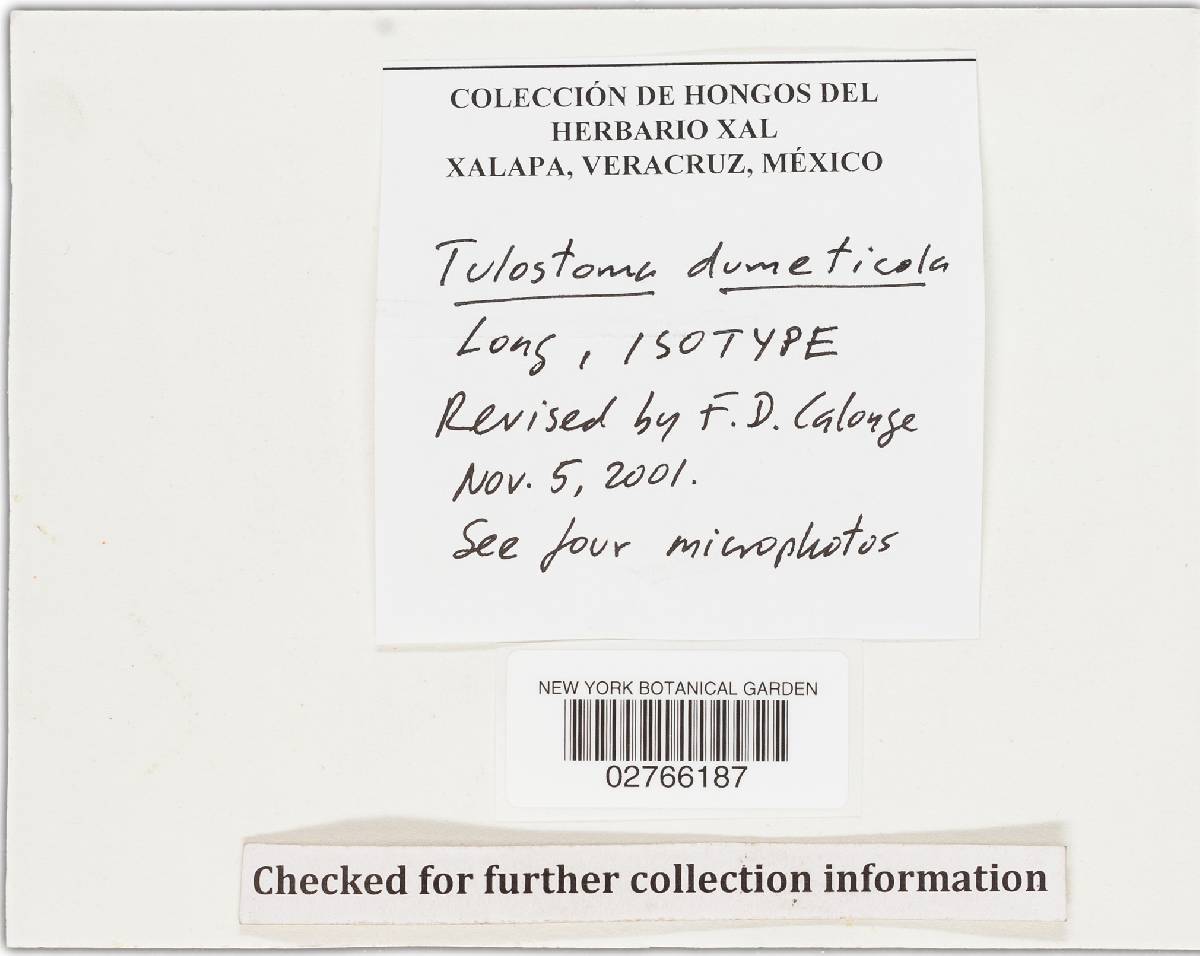 COLECCIÓN DE HONGOS DEL
HERBARIO XAL
XALAPA, VERACRUZ, MÉXICO
Tulostoma dumeticola
Long, ISOTYPE
Revised by F.D. Calonge
Nov. 5, 2001.
See four microphotos
NEW YORK BOTANICAL GARDEN
02766187
Checked for further collection information